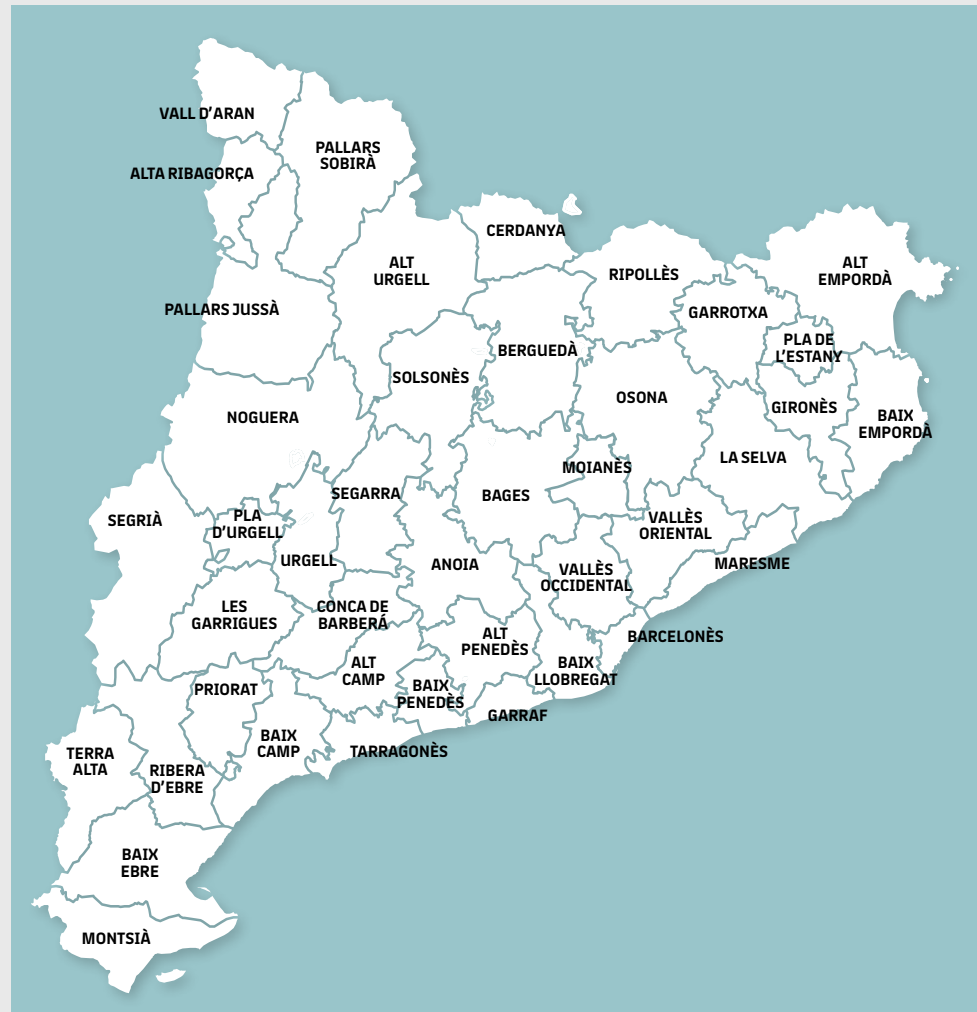 VALL D'ARAN
PALLARS
SOBIRÀ
ALTA RIBAGORÇA
CERDANYA
ALT
URGELL
RIPOLLÈS
ALT
EMPORDÀ
PALLARS JUSSÀ
GARROTXA
PLA DE
L'ESTANY
BERGUEDÀ
SOLSONÈS
OSONA
GIRONÈS
NOGUERA
BAIX
EMPORDÀ
LA SELVA
MOIANÈS
SEGARRA
BAGES
SEGRIÀ
PLA
D'URGELL
VALLÈS
ORIENTAL
URGELL
ANOIA
VALLÈS
OCCIDENTAL
MARESME
LES
GARRIGUES
CONCA DE
BARBERÁ
ALT
PENEDÈS
BARCELONÈS
ALT
CAMP
BAIX
LLOBREGAT
PRIORAT
BAIX
PENEDÈS
GARRAF
BAIX
CAMP
TARRAGONÈS
TERRA
ALTA
RIBERA
D'EBRE
BAIX
EBRE
MONTSIÀ